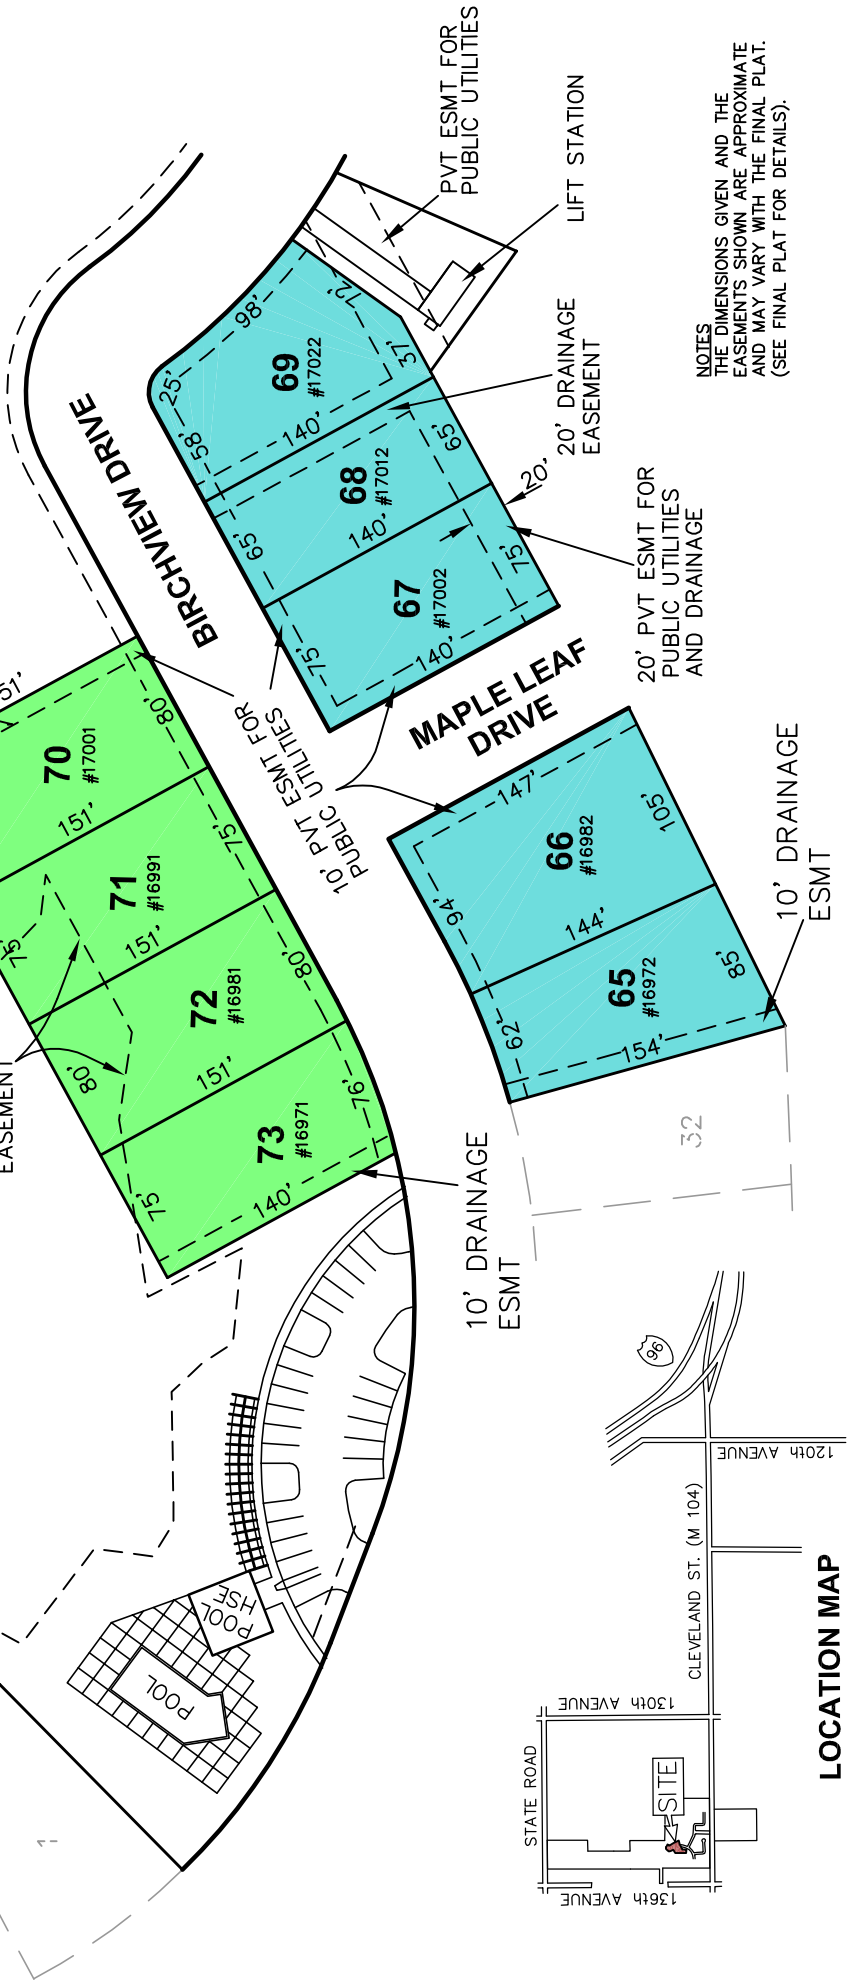 51'
70
#17001
80'
151'
71
#16991
75'
75'
151'
72
#16981
80'
80'
151'
73
#16971
76'
75'
140'
EASEMENT
10' DRAINAGE
ESMT
BIRCHVIEW DRIVE
10' PVT ESMT FOR
PUBLIC UTILITIES
69
#17022
25'
98'
58'
72'
37'
140'
68
#17012
65'
65'
140'
67
#17002
75'
75'
140'
20'
MAPLE LEAF
DRIVE
66
#16982
94'
147'
105'
144'
65
#16972
62'
85'
154'
10' DRAINAGE
ESMT
32
PVT ESMT FOR
PUBLIC UTILITIES
LIFT STATION
20' DRAINAGE
EASEMENT
20' PVT ESMT FOR
PUBLIC UTILITIES
AND DRAINAGE
NOTES
THE DIMENSIONS GIVEN AND THE
EASEMENTS SHOWN ARE APPROXIMATE
AND MAY VARY WITH THE FINAL PLAT.
(SEE FINAL PLAT FOR DETAILS).
POOL
HSE
POOL
1
STATE ROAD
136th AVENUE
130th AVENUE
SITE
CLEVELAND ST. (M 104)
120th AVENUE
96
LOCATION MAP